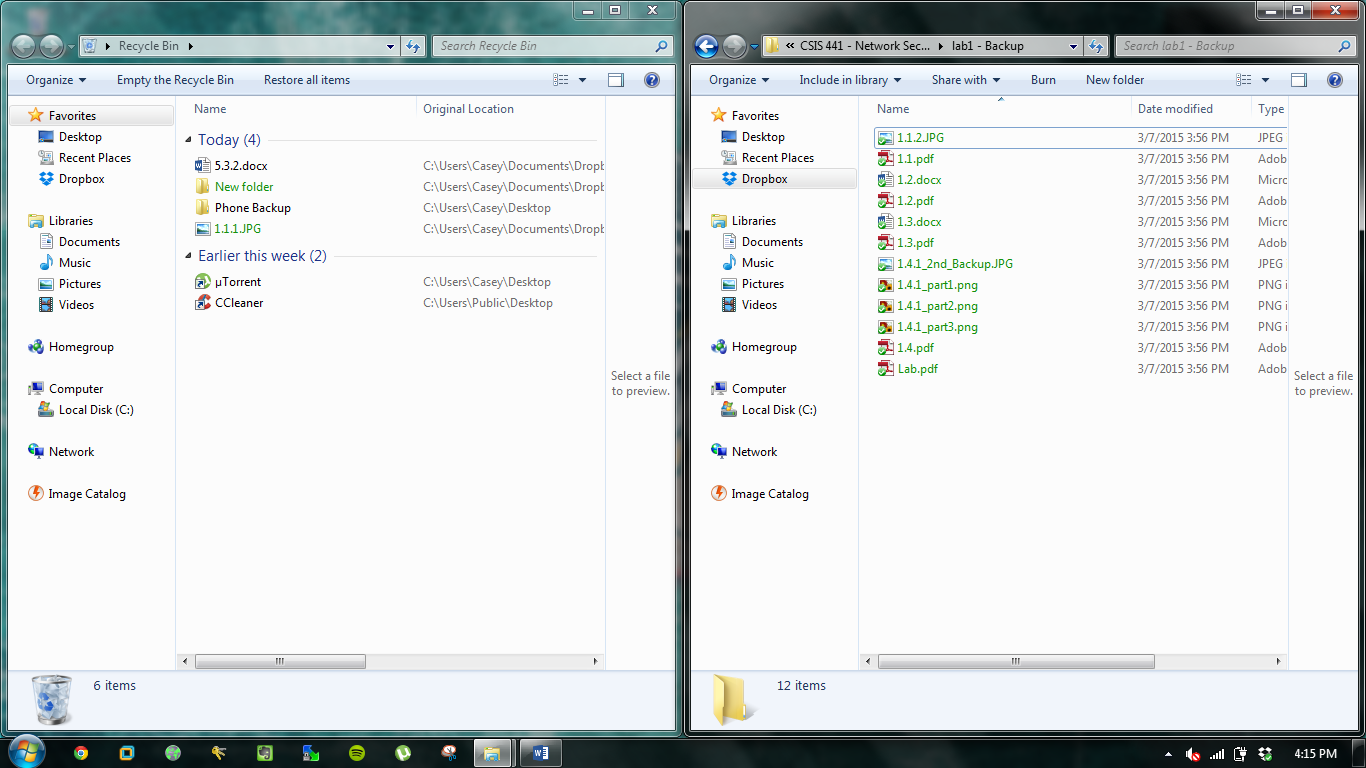 Recycle Bin
Search Recycle Bin
Organize
Empty the Recycle Bin
Restore all items
Favorites
Desktop
Recent Places
Dropbox
Libraries
Documents
Music
Pictures
Videos
Homegroup
Computer
Local Disk (C:)
Network
Image Catalog
Name Original Location
Today (4)
5.3.2.docx C:\Users\Casey\Documents\Dropb
New folder C:\Users\Casey\Documents\Dropb
Phone Backup C:\Users\Casey\Desktop
1.1.1.JPG C:\Users\Casey\Documents\Dropb
Earlier this week (2)
µTorrent C:\Users\Casey\Desktop
CCleaner C:\Users\Public\Desktop
Select a file
to preview.
6 items
« CSIS 441 - Network Sec... lab1 - Backup
Search lab1 - Backup
Organize
Include in library
Share with
Burn
New folder
Favorites
Desktop
Recent Places
Dropbox
Libraries
Documents
Music
Pictures
Videos
Homegroup
Computer
Local Disk (C:)
Network
Image Catalog
Name Date modified Type
1.1.2.JPG 3/7/2015 3:56 PM JPEG
1.1.pdf 3/7/2015 3:56 PM Adob
1.2.docx 3/7/2015 3:56 PM Micro
1.2.pdf 3/7/2015 3:56 PM Adob
1.3.docx 3/7/2015 3:56 PM Micro
1.3.pdf 3/7/2015 3:56 PM Adob
1.4.1_2nd_Backup.JPG 3/7/2015 3:56 PM JPEG
1.4.1_part1.png 3/7/2015 3:56 PM PNG i
1.4.1_part2.png 3/7/2015 3:56 PM PNG i
1.4.1_part3.png 3/7/2015 3:56 PM PNG i
1.4.pdf 3/7/2015 3:56 PM Adob
Lab.pdf 3/7/2015 3:56 PM Adob
Select a file
to preview.
12 items
4:15 PM